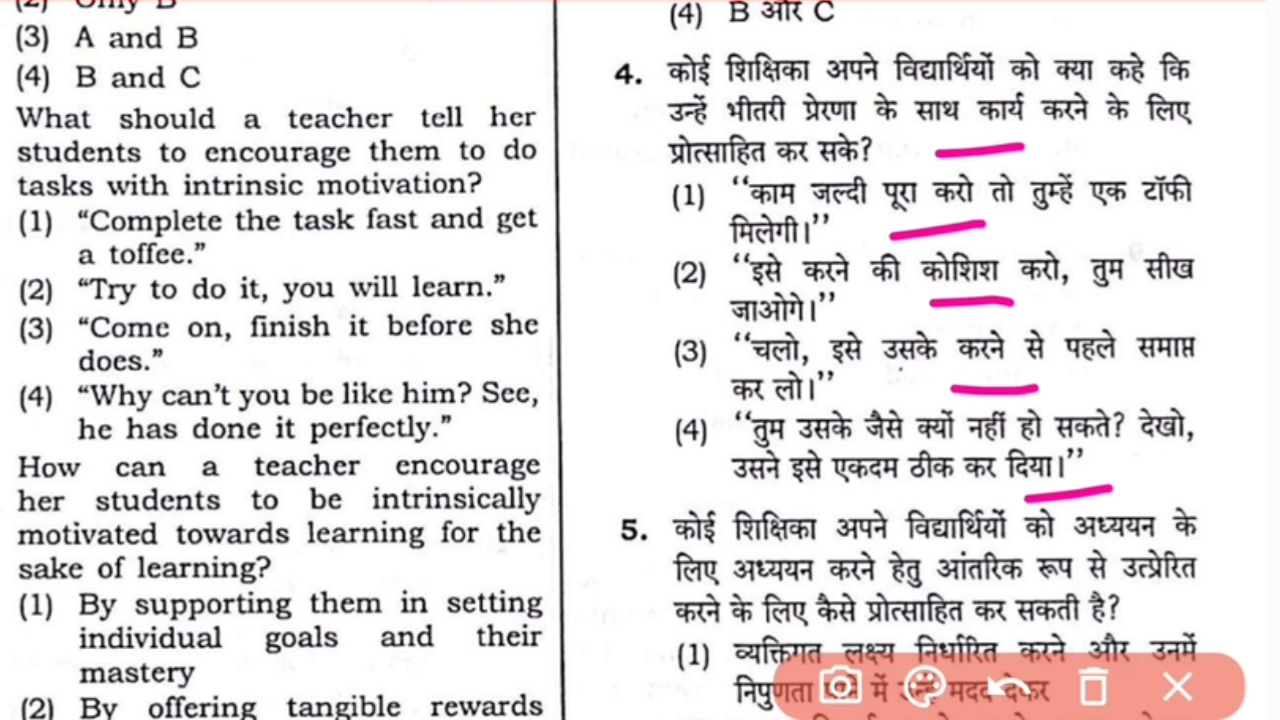 (2) Only B
(3) A and B
(4) B and C
What should a teacher tell her
students to encourage them to do
tasks with intrinsic motivation?
(1) “Complete the task fast and get
a toffee.”
(2) “Try to do it, you will learn.”
(3) “Come on, finish it before she
does.”
(4) “Why can’t you be like him? See,
he has done it perfectly.”
How can a teacher encourage
her students to be intrinsically
motivated towards learning for the
sake of learning?
(1) By supporting them in setting
individual goals and their
mastery
(2) By offering tangible rewards
(4) B और C
4. कोई शिक्षिका अपने विद्यार्थियों को क्या कहे कि
उन्हें भीतरी प्रेरणा के साथ कार्य करने के लिए
प्रोत्साहित कर सके?
(1) ‘‘काम जल्दी पूरा करो तो तुम्हें एक टॉफी
मिलेगी।’’
(2) ‘‘इसे करने की कोशिश करो, तुम सीख
जाओगे।’’
(3) ‘‘चलो, इसे उसके करने से पहले समाप्त
कर लो।’’
(4) ‘‘तुम उसके जैसे क्यों नहीं हो सकते? देखो,
उसने इसे एकदम ठीक कर दिया।’’
5. कोई शिक्षिका अपने विद्यार्थियों को अध्ययन के
लिए अध्ययन करने हेतु आंतरिक रूप से उत्प्रेरित
करने के लिए कैसे प्रोत्साहित कर सकती है?
(1) व्यक्तिगत लक्ष्य निर्धारित करने और उनमें
निपुणता पाने में उन्हें मदद देकर